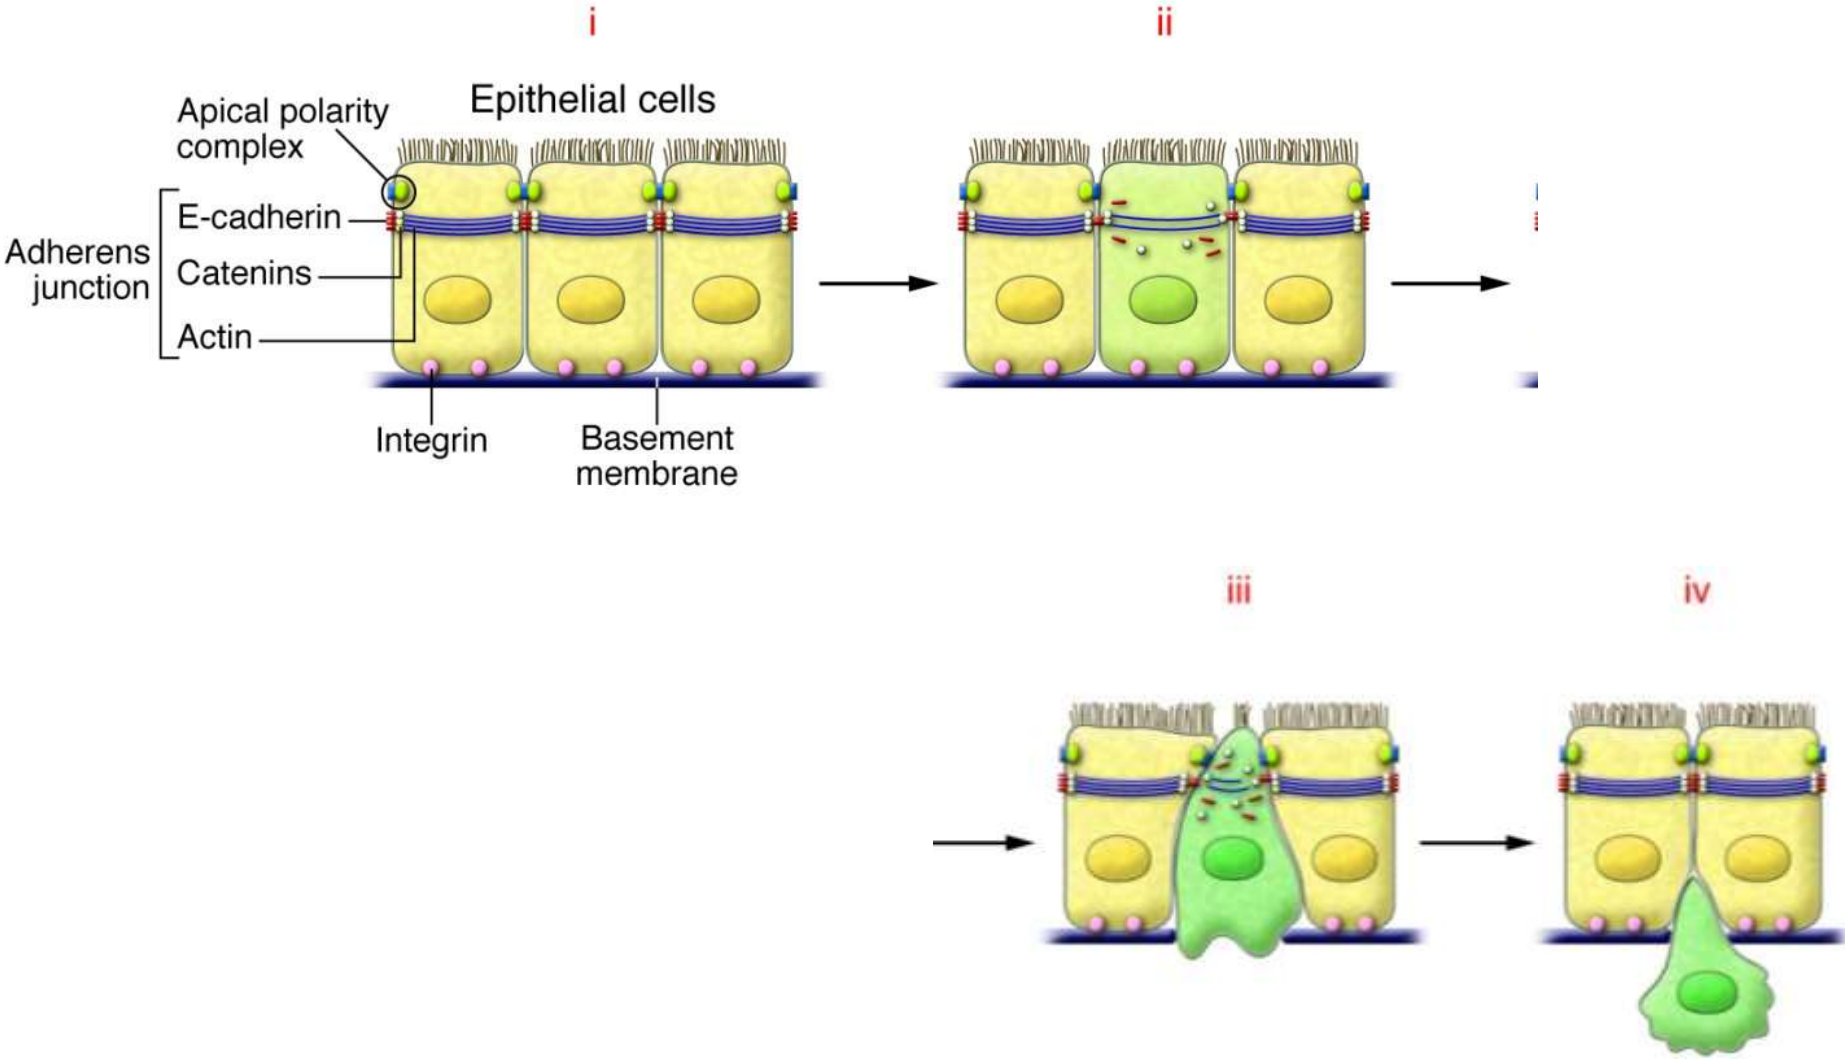 i
ii
Epithelial cells
Apical polarity
complex
Adherens
junction
E-cadherin
Catenins
Actin
Integrin
Basement
membrane
iii
iv